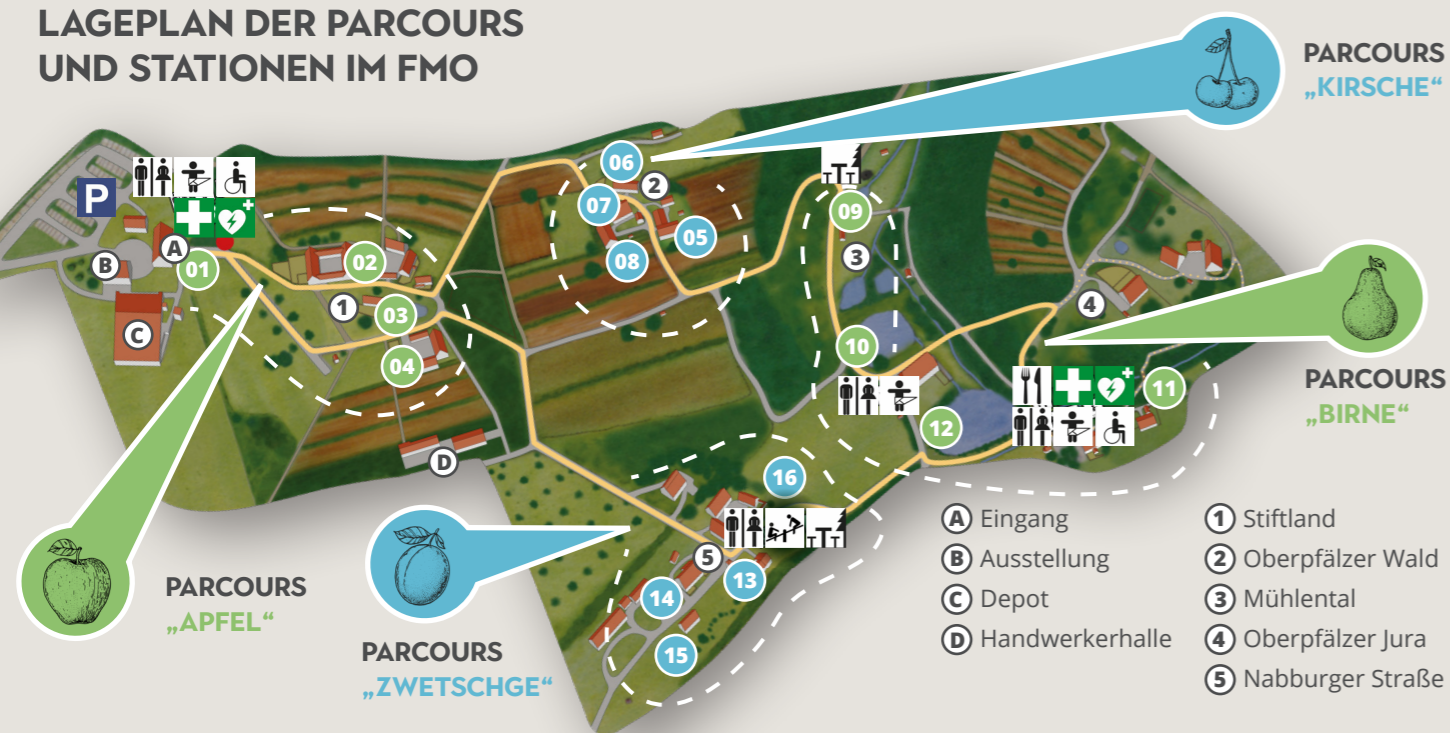 LAGEPLAN DER PARCOURS
UND STATIONEN IM FMO
PARCOURS
„KIRSCHE“
P
A
B
C
01
02
1
03
04
D
06
2
07
05
08
09
3
10
4
11
12
PARCOURS
„BIRNE“
16
5
13
14
15
PARCOURS
„APFEL“
PARCOURS
„ZWETSCHGE“
A Eingang
B Ausstellung
C Depot
D Handwerkerhalle
1 Stiftland
2 Oberpfälzer Wald
3 Mühlental
4 Oberpfälzer Jura
5 Nabburger Straße